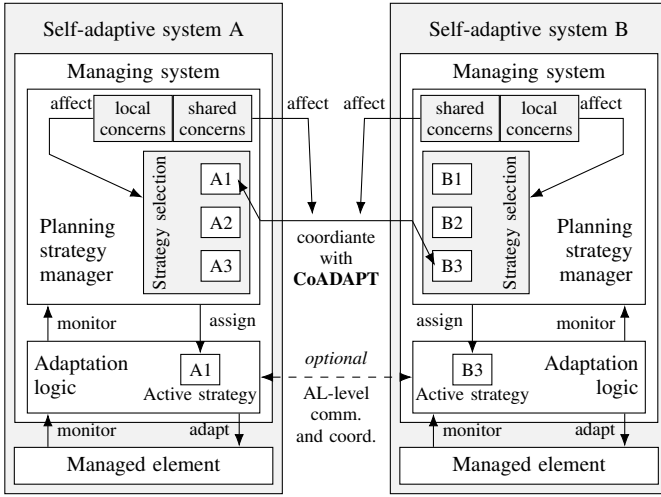 Self-adaptive system A
Managing system
affect
local
concerns
shared
concerns
affect
Strategy selection
A1
A2
A3
Planning
strategy
manager
monitor
assign
Adaptation
logic
A1
Active strategy
monitor
adapt
Managed element
coordiante
with
CoADAPT
optional
AL-level
comm.
and coord.
Self-adaptive system B
Managing system
affect
shared
concerns
local
concerns
affect
B1
B2
B3
Strategy selection
Planning
strategy
manager
assign
monitor
B3
Active strategy
Adaptation
logic
monitor
adapt
Managed element